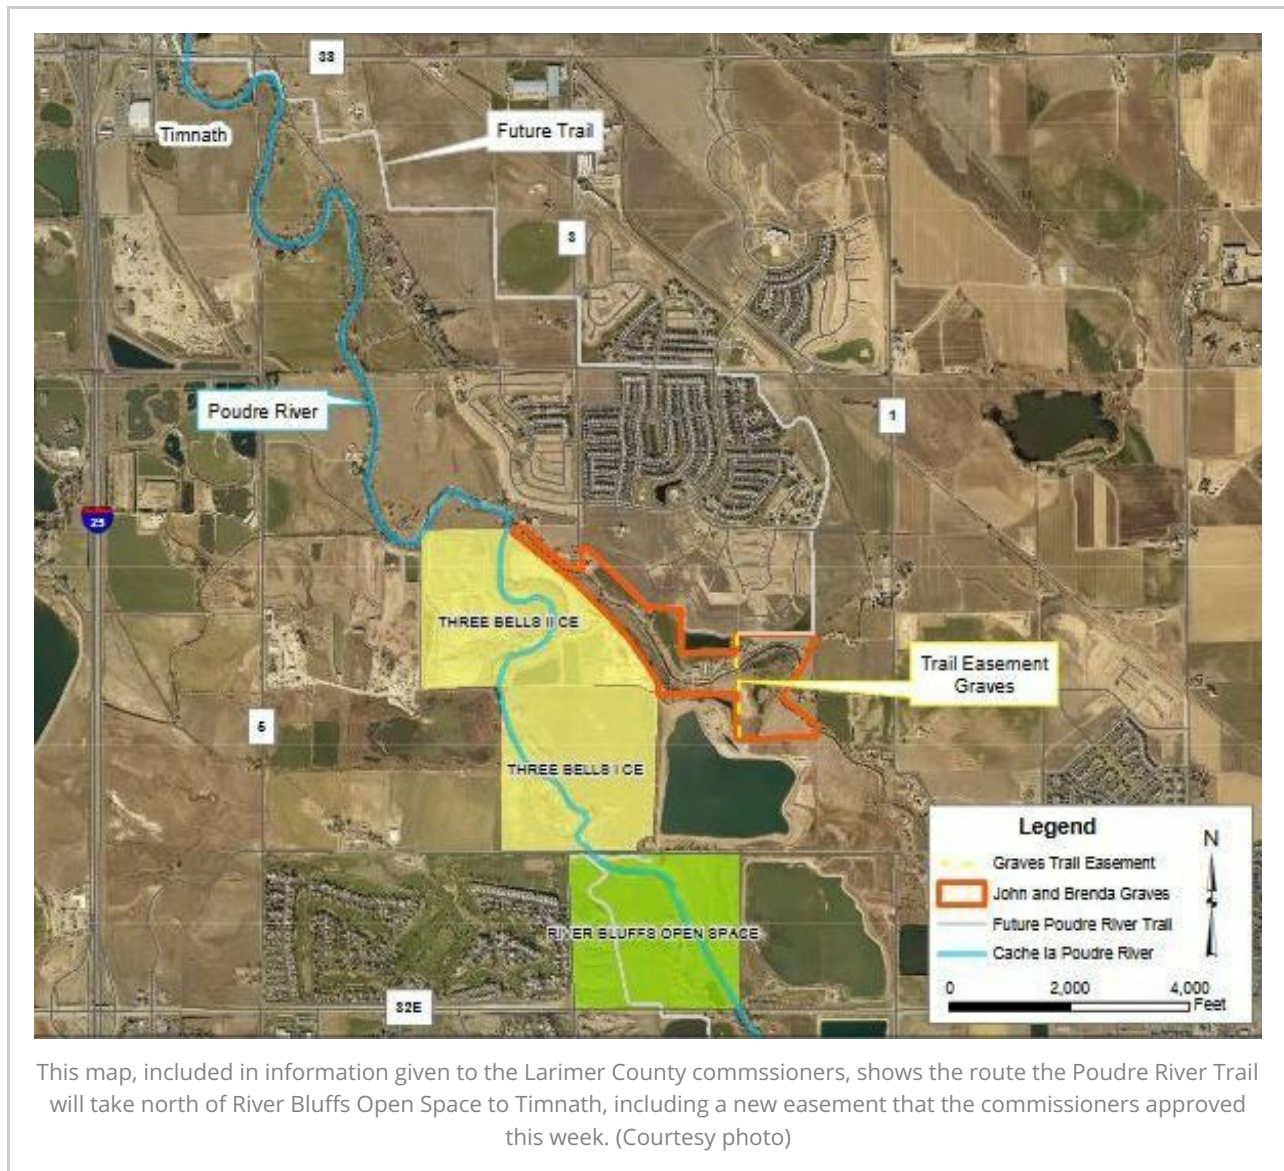 38
Timnath
Future Trail
3
Poudre River
1
25
THREE BELLS II CE
Trail Easement
Graves
5
THREE BELLS I CE
RIVER BLUFFS OPEN SPACE
32E
Legend
N
Graves Trail Easement
John and Brenda Graves
Future Poudre River Trail
Cache la Poudre River
0 2,000 4,000
Feet
This map, included in information given to the Larimer County commssioners, shows the route the Poudre River Trail
will take north of River Bluffs Open Space to Timnath, including a new easement that the commissioners approved
this week. (Courtesy photo)